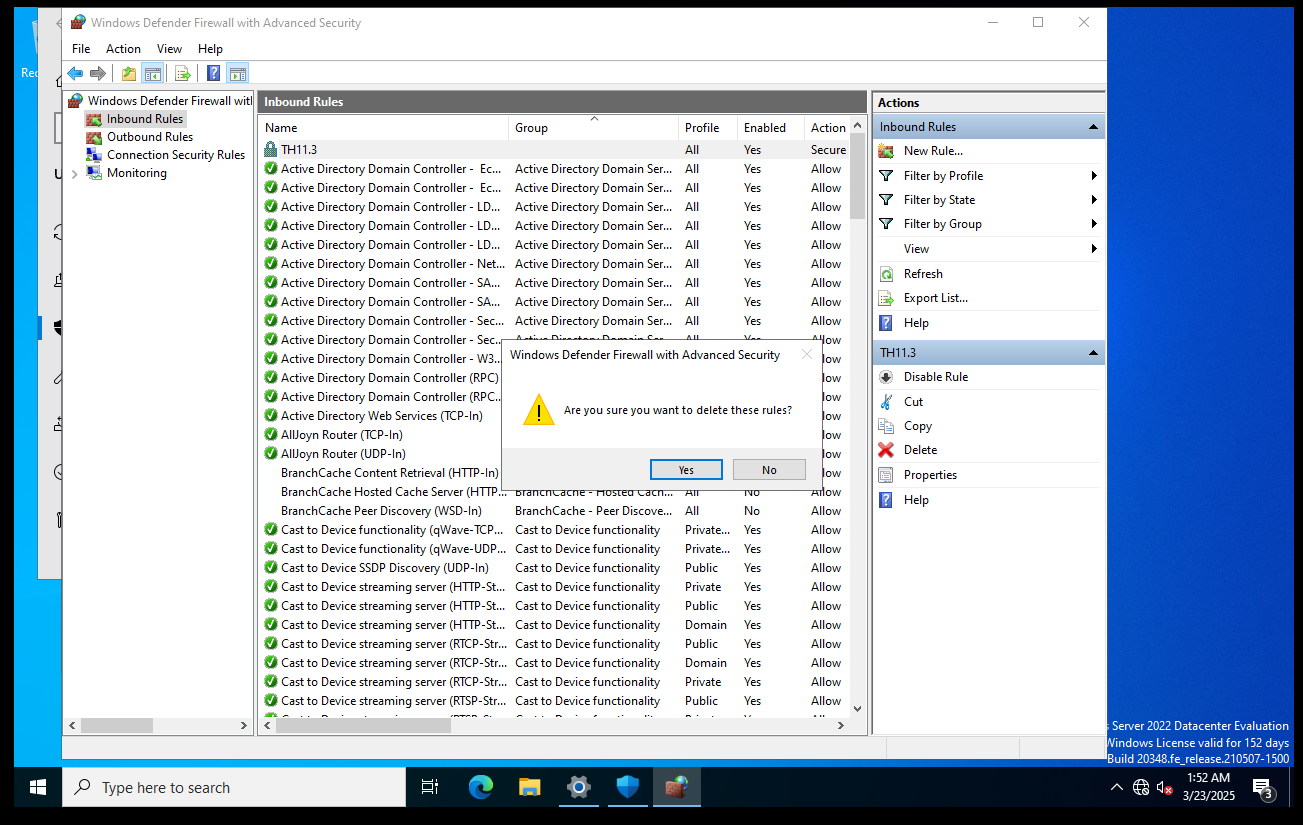 Windows Defender Firewall with Advanced Security
File Action View Help
Windows Defender Firewall wit
Inbound Rules
Outbound Rules
Connection Security Rules
Monitoring
Inbound Rules
Name Group Profile Enabled Action
TH11.3 All Yes Secure
Active Directory Domain Controller - Ec... Active Directory Domain Ser... All Yes Allow
Active Directory Domain Controller - Ec... Active Directory Domain Ser... All Yes Allow
Active Directory Domain Controller - LD... Active Directory Domain Ser... All Yes Allow
Active Directory Domain Controller - LD... Active Directory Domain Ser... All Yes Allow
Active Directory Domain Controller - LD... Active Directory Domain Ser... All Yes Allow
Active Directory Domain Controller - Net... Active Directory Domain Ser... All Yes Allow
Active Directory Domain Controller - SA... Active Directory Domain Ser... All Yes Allow
Active Directory Domain Controller - SA... Active Directory Domain Ser... All Yes Allow
Active Directory Domain Controller - Sec... Active Directory Domain Ser... All Yes Allow
Active Directory Domain Controller - Sec... Active Directory Domain Ser... All Yes Allow
Active Directory Domain Controller - W3...
Active Directory Domain Controller (RPC)
Active Directory Domain Controller (RPC...
Active Directory Web Services (TCP-In)
AllJoyn Router (TCP-In)
AllJoyn Router (UDP-In)
BranchCache Content Retrieval (HTTP-In)
BranchCache Hosted Cache Server (HTTP... BranchCache - Hosted Cach... All No Allow
BranchCache Peer Discovery (WSD-In) BranchCache - Peer Discove... All No Allow
Cast to Device functionality (qWave-TCP... Cast to Device functionality Private... Yes Allow
Cast to Device functionality (qWave-UDP... Cast to Device functionality Private... Yes Allow
Cast to Device SSDP Discovery (UDP-In) Cast to Device functionality Public Yes Allow
Cast to Device streaming server (HTTP-St... Cast to Device functionality Private Yes Allow
Cast to Device streaming server (HTTP-St... Cast to Device functionality Public Yes Allow
Cast to Device streaming server (HTTP-St... Cast to Device functionality Domain Yes Allow
Cast to Device streaming server (RTCP-Str... Cast to Device functionality Public Yes Allow
Cast to Device streaming server (RTCP-Str... Cast to Device functionality Domain Yes Allow
Cast to Device streaming server (RTCP-Str... Cast to Device functionality Private Yes Allow
Cast to Device streaming server (RTSP-Str... Cast to Device functionality Public Yes Allow
Windows Defender Firewall with Advanced Security
Are you sure you want to delete these rules?
Yes No
Actions
Inbound Rules
New Rule...
Filter by Profile
Filter by State
Filter by Group
View
Refresh
Export List...
Help
TH11.3
Disable Rule
Cut
Copy
Delete
Properties
Help
s Server 2022 Datacenter Evaluation
Windows License valid for 152 days
Build 20348.fe_release.210507-1500
Type here to search
1:52 AM
3/23/2025
3